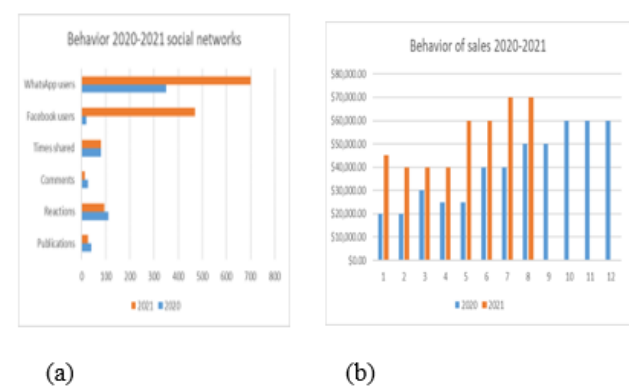 Behavior 2020-2021 social networks
WhatsApp users
Facebook users
Times shared
Comments
Reactions
Publications
0 100 200 300 400 500 600 700 800
2021 2020
(a)
Behavior of sales 2020-2021
$80,000.00
$70,000.00
$60,000.00
$50,000.00
$40,000.00
$30,000.00
$20,000.00
$10,000.00
$0.00
1 2 3 4 5 6 7 8 9 10 11 12
2020 2021
(b)